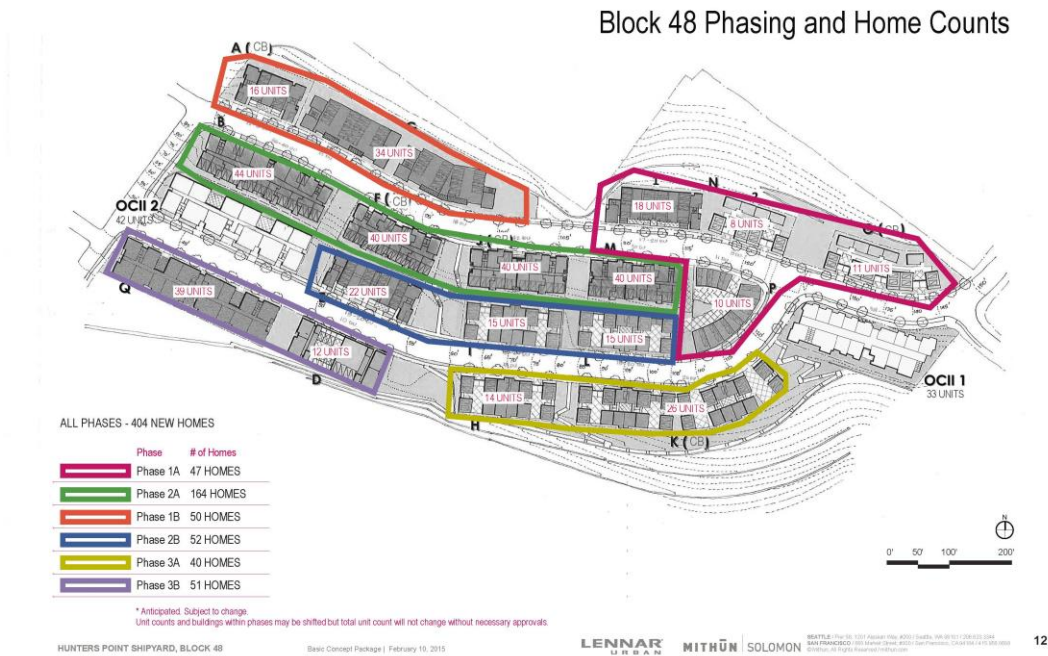 Block 48 Phasing and Home Counts
A ( CB )
16 UNITS
34 UNITS
B
44 UNITS
F ( CB )
40 UNITS
40 UNITS
M
40 UNITS
1 N
18 UNITS
8 UNITS
11 UNITS
P
10 UNITS
OCII 2
42 UNITS
22 UNITS
15 UNITS
15 UNITS
Q
39 UNITS
12 UNITS
D
14 UNITS
H
26 UNITS
K ( CB )
OCII 1
33 UNITS
ALL PHASES - 404 NEW HOMES
Phase # of Homes
Phase 1A 47 HOMES
Phase 2A 164 HOMES
Phase 1B 50 HOMES
Phase 2B 52 HOMES
Phase 3A 40 HOMES
Phase 3B 51 HOMES
* Anticipated. Subject to change.
Unit counts and buildings within phases may be shifted but total unit count will not change without necessary approvals.
N
0' 50' 100' 200'
HUNTERS POINT SHIPYARD, BLOCK 48
Basic Concept Package | February 10, 2015
LENNAR
URBAN
MITHŪN | SOLOMON
12